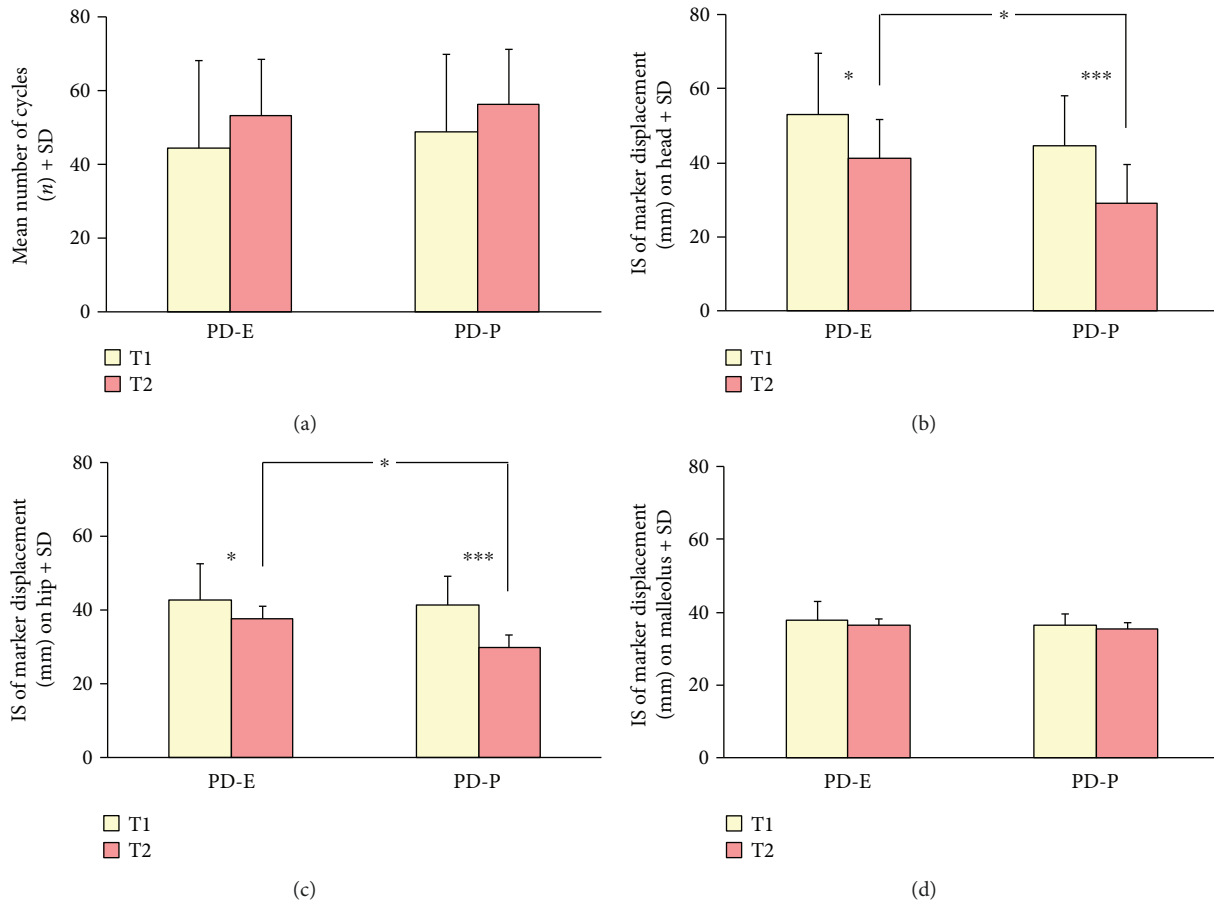 80
60
40
20
0
Mean number of cycles
(n) + SD
PD-E
PD-P
T1
T2
(a)
80
60
40
20
0
IS of marker displacement
(mm) on head + SD
*
***
*
PD-E
PD-P
T1
T2
(b)
80
60
40
20
0
IS of marker displacement
(mm) on hip + SD
*
***
*
PD-E
PD-P
T1
T2
(c)
80
60
40
20
0
IS of marker displacement
(mm) on malleolus + SD
PD-E
PD-P
T1
T2
(d)